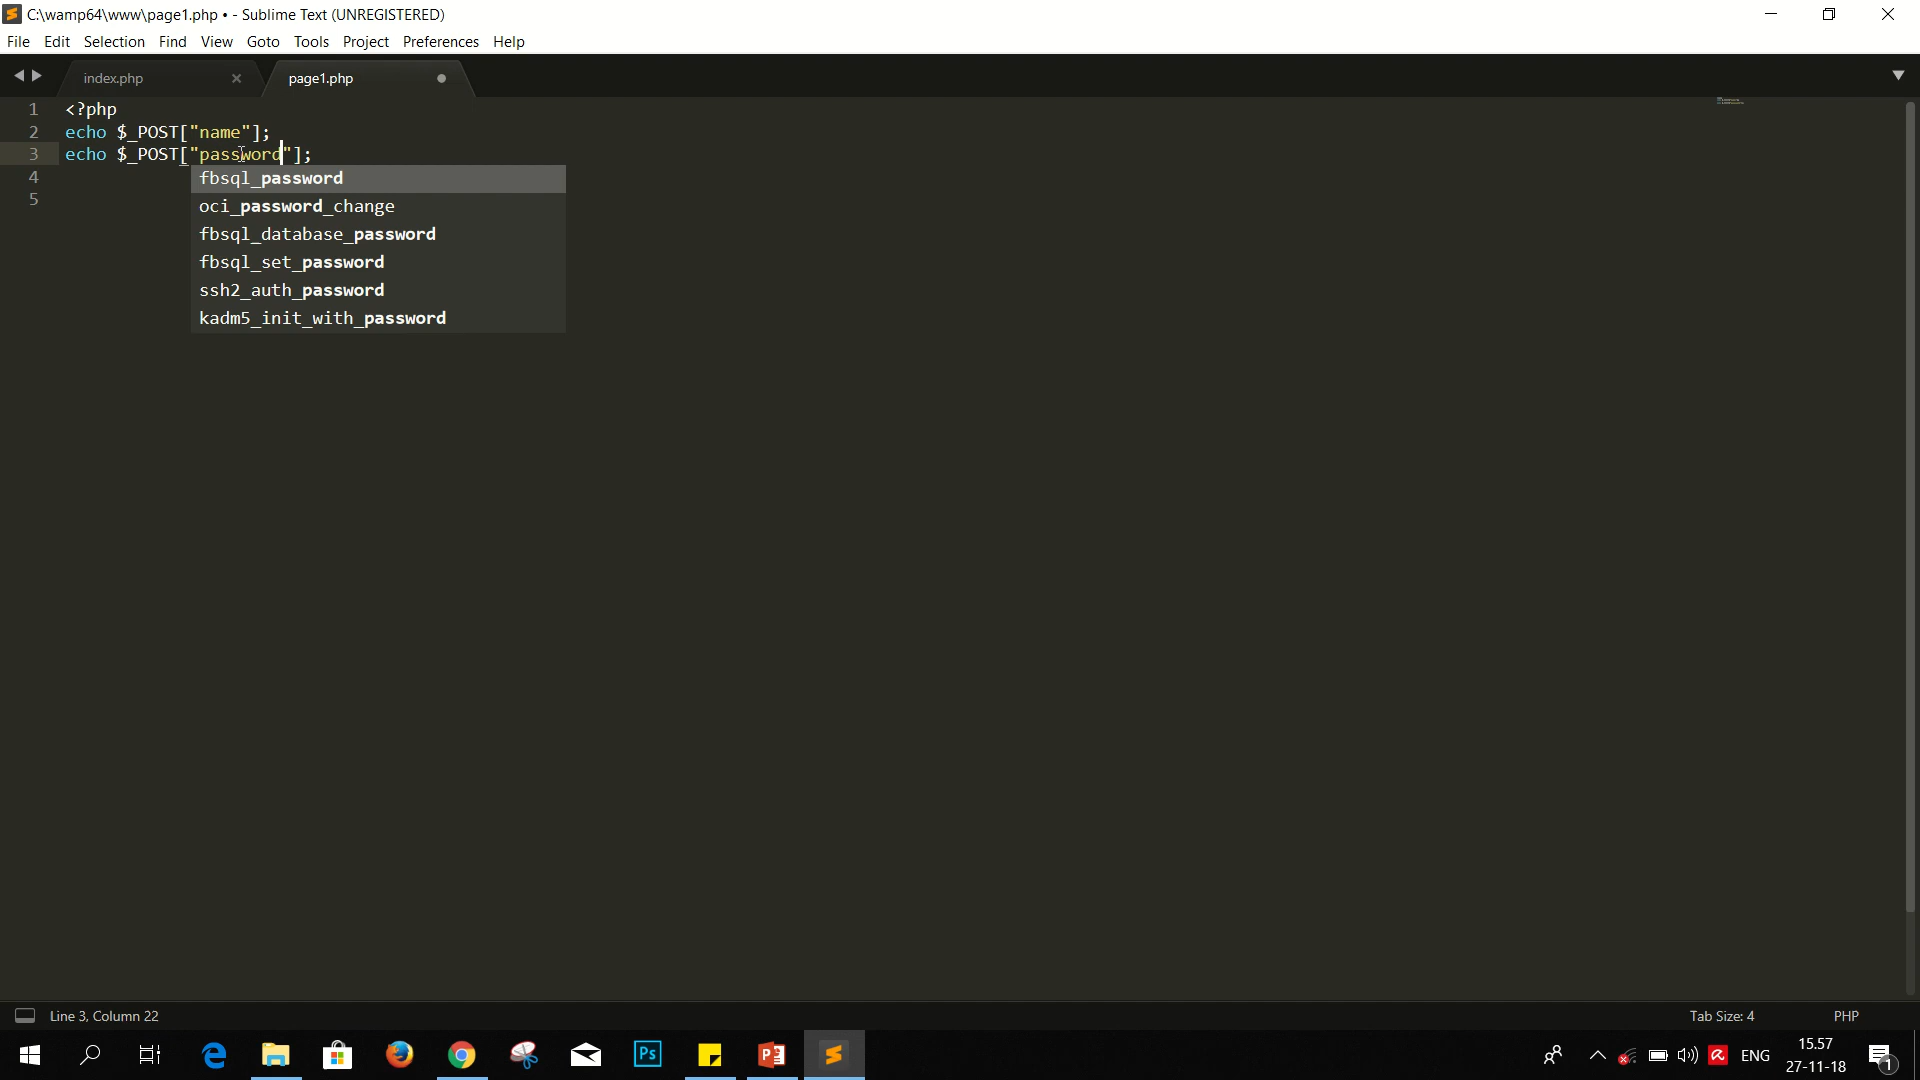 C:\wamp64\www\page1.php • - Sublime Text (UNREGISTERED)
File Edit Selection Find View Goto Tools Project Preferences Help
index.php page1.php
1 <?php
2 echo $_POST["name"];
3 echo $_POST["password"];
4
5
fbsql_password
oci_password_change
fbsql_database_password
fbsql_set_password
ssh2_auth_password
kadm5_init_with_password
Line 3, Column 22 Tab Size: 4 PHP
Ps
ENG
15.57
27-11-18
1